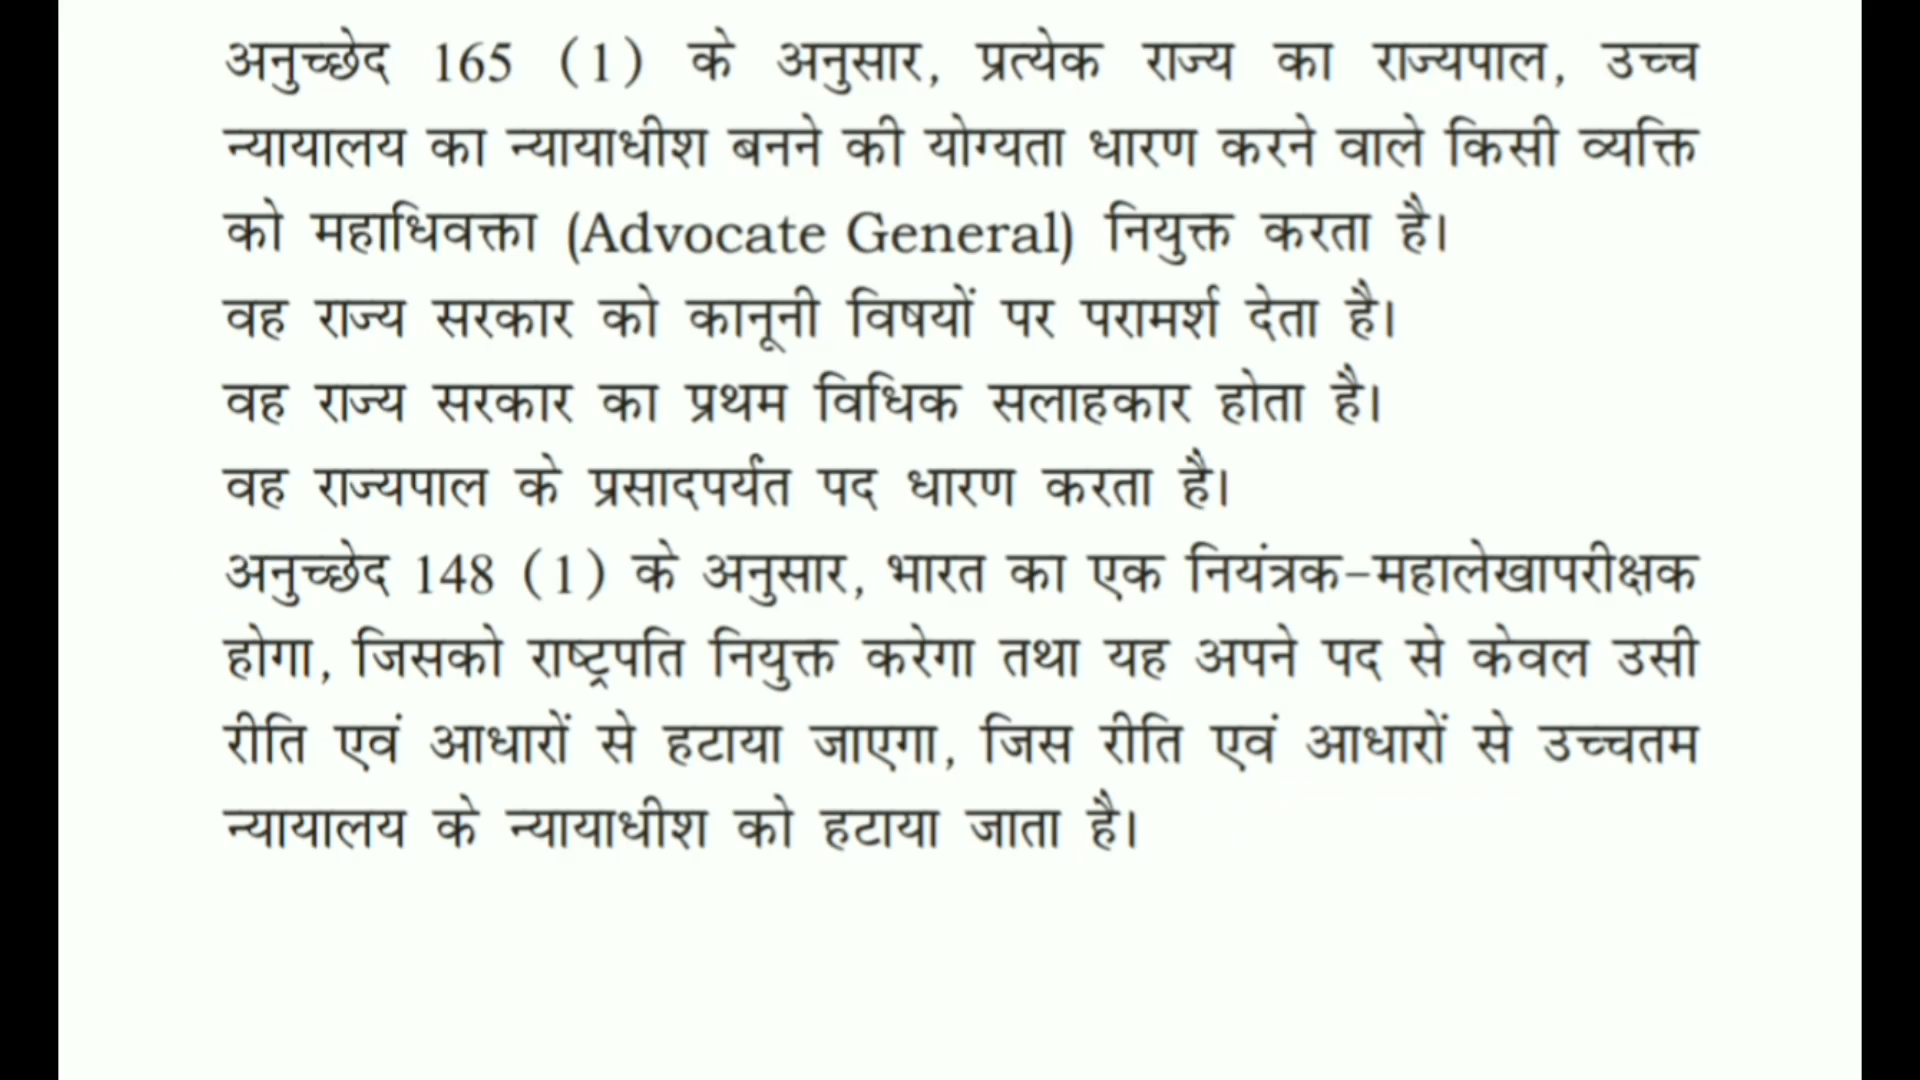 अनुच्छेद 165 (1) के अनुसार, प्रत्येक राज्य का राज्यपाल, उच्च
न्यायालय का न्यायाधीश बनने की योग्यता धारण करने वाले किसी व्यक्ति
को महाधिवक्ता (Advocate General) नियुक्त करता है।
वह राज्य सरकार को कानूनी विषयों पर परामर्श देता है।
वह राज्य सरकार का प्रथम विधिक सलाहकार होता है।
वह राज्यपाल के प्रसादपर्यंत पद धारण करता है।
अनुच्छेद 148 (1) के अनुसार, भारत का एक नियंत्रक-महालेखापरीक्षक
होगा, जिसको राष्ट्रपति नियुक्त करेगा तथा यह अपने पद से केवल उसी
रीति एवं आधारों से हटाया जाएगा, जिस रीति एवं आधारों से उच्चतम
न्यायालय के न्यायाधीश को हटाया जाता है।